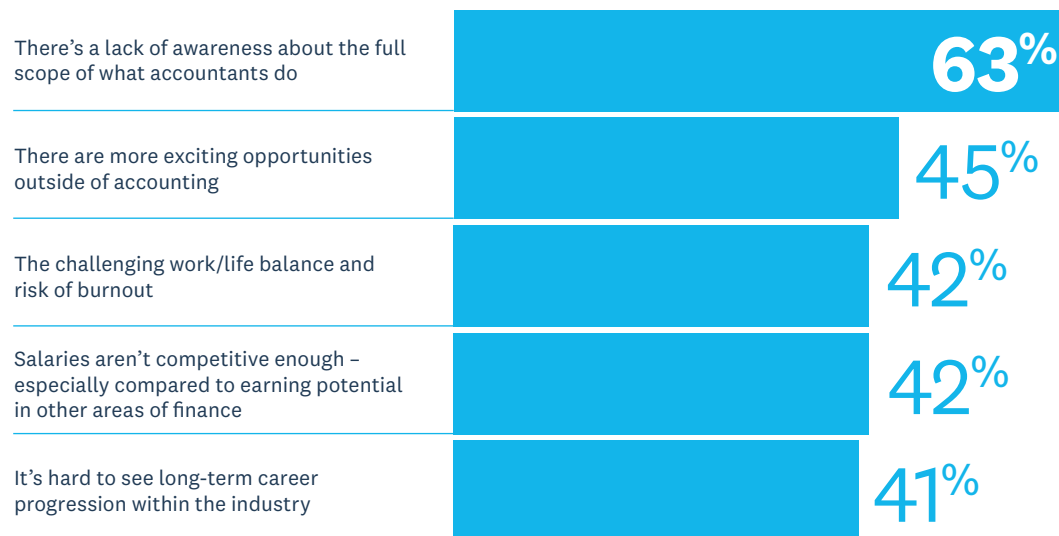 There’s a lack of awareness about the full
scope of what accountants do
63%
There are more exciting opportunities
outside of accounting
45%
The challenging work/life balance and
risk of burnout
42%
Salaries aren’t competitive enough –
especially compared to earning potential
in other areas of finance
42%
It’s hard to see long-term career
progression within the industry
41%